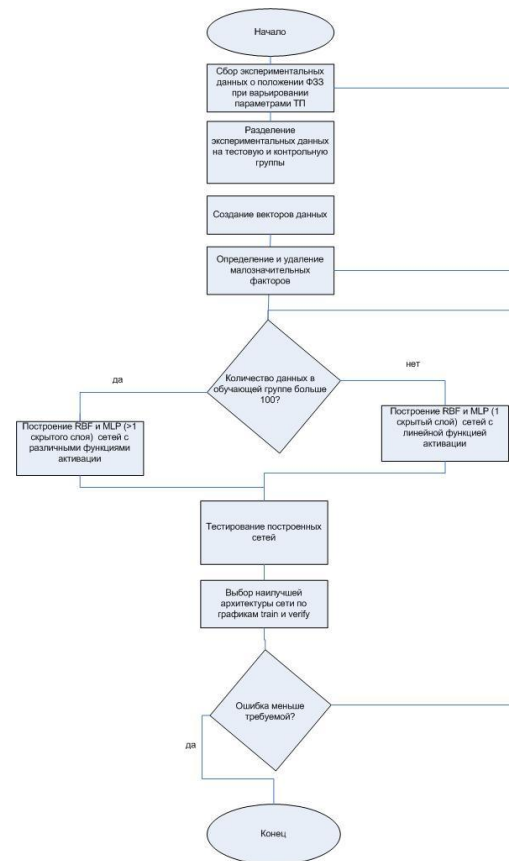 Начало
Сбор экспериментальных
данных о положении ФЗЗ
при варьировании
параметрами ТП
Разделение
экспериментальных данных
на тестовую и контрольную
группы
Создание векторов данных
Определение и удаление
малозначительных
факторов
Количество данных в
обучающей группе больше
100?
да
нет
Построение RBF и MLP (>1
скрытого слоя) сетей с
различными функциями
активации
Построение RBF и MLP (1
скрытый слой) сетей с
линейной функцией
активации
Тестирование построенных
сетей
Выбор наилучшей
архитектуры сети по
графикам train и verify
Ошибка меньше
требуемой?
да
Конец